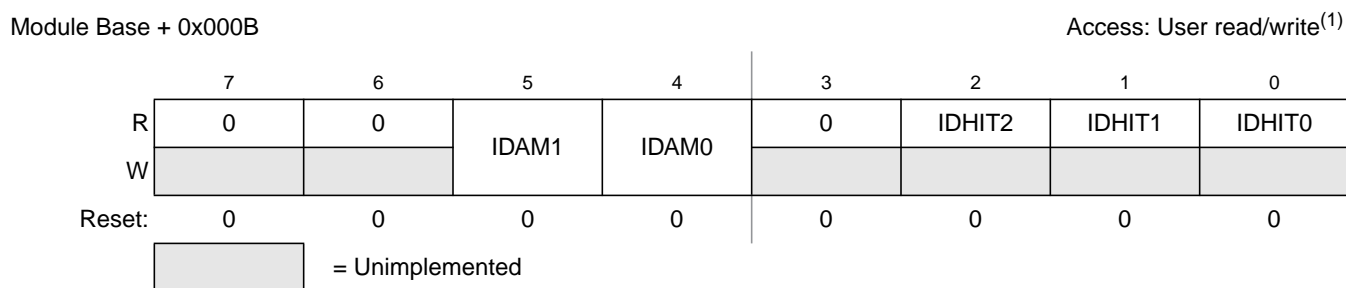 Module Base + 0x000B Access: User read/write(1)
7 6 5 4 3 2 1 0
R 0 0 IDAM1 IDAM0 0 IDHIT2 IDHIT1 IDHIT0
W
Reset: 0 0 0 0 0 0 0 0
= Unimplemented